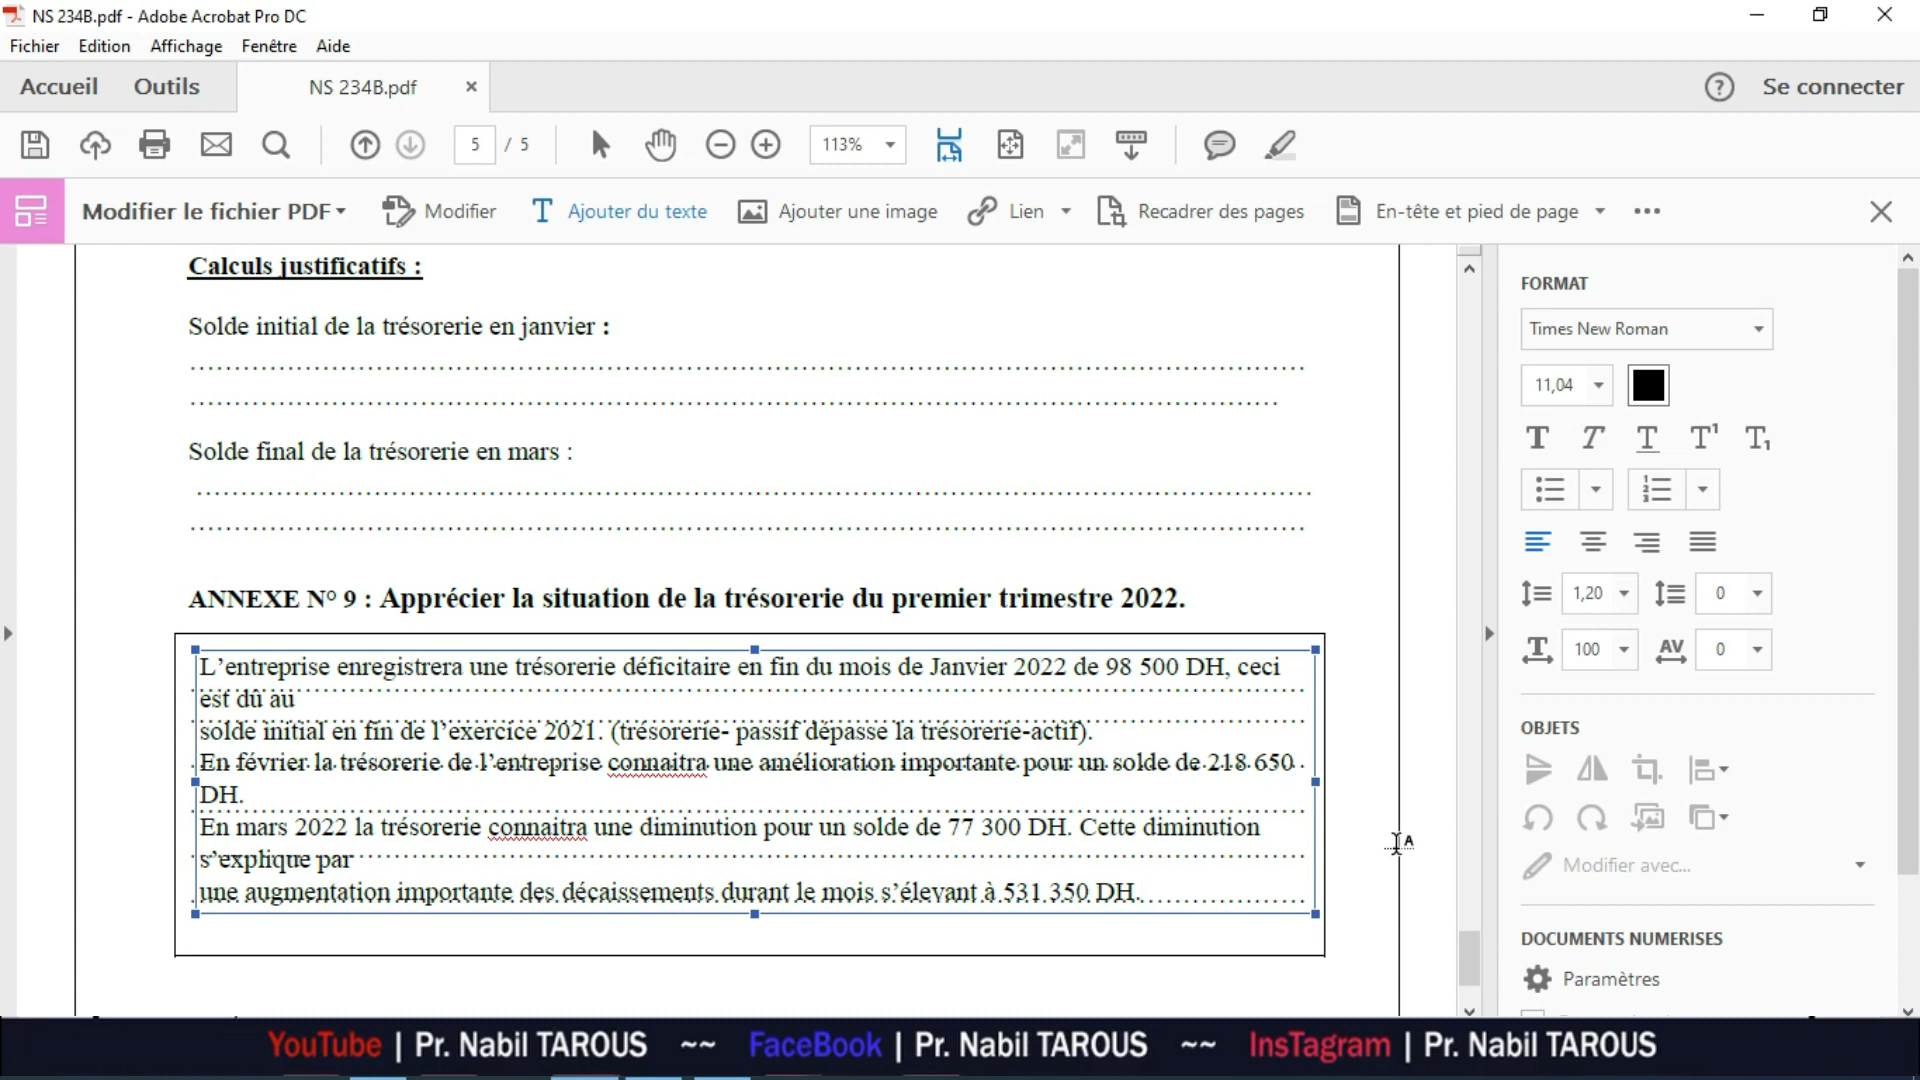 NS 234B.pdf - Adobe Acrobat Pro DC
Fichier Edition Affichage Fenêtre Aide
Accueil Outils NS 234B.pdf × ? Se connecter
5 / 5 113%
Modifier le fichier PDF Modifier Ajouter du texte Ajouter une image Lien Recadrer des pages En-tête et pied de page
Calculs justificatifs :
Solde initial de la trésorerie en janvier :
Solde final de la trésorerie en mars :
ANNEXE N° 9 : Apprécier la situation de la trésorerie du premier trimestre 2022.
L’entreprise enregistrera une trésorerie déficitaire en fin du mois de Janvier 2022 de 98 500 DH, ceci
est dû au
solde initial en fin de l’exercice 2021. (trésorerie- passif dépasse la trésorerie-actif).
En février la trésorerie de l’entreprise connaitra une amélioration importante pour un solde de 218 650
DH.
En mars 2022 la trésorerie connaitra une diminution pour un solde de 77 300 DH. Cette diminution
s’explique par
une augmentation importante des décaissements durant le mois s’élevant à 531 350 DH.
FORMAT
Times New Roman
11,04
1,20 0
100 0
OBJETS
Modifier avec...
DOCUMENTS NUMERISES
Paramètres
YouTube | Pr. Nabil TAROUS ~~ FaceBook | Pr. Nabil TAROUS ~~ InsTagram | Pr. Nabil TAROUS